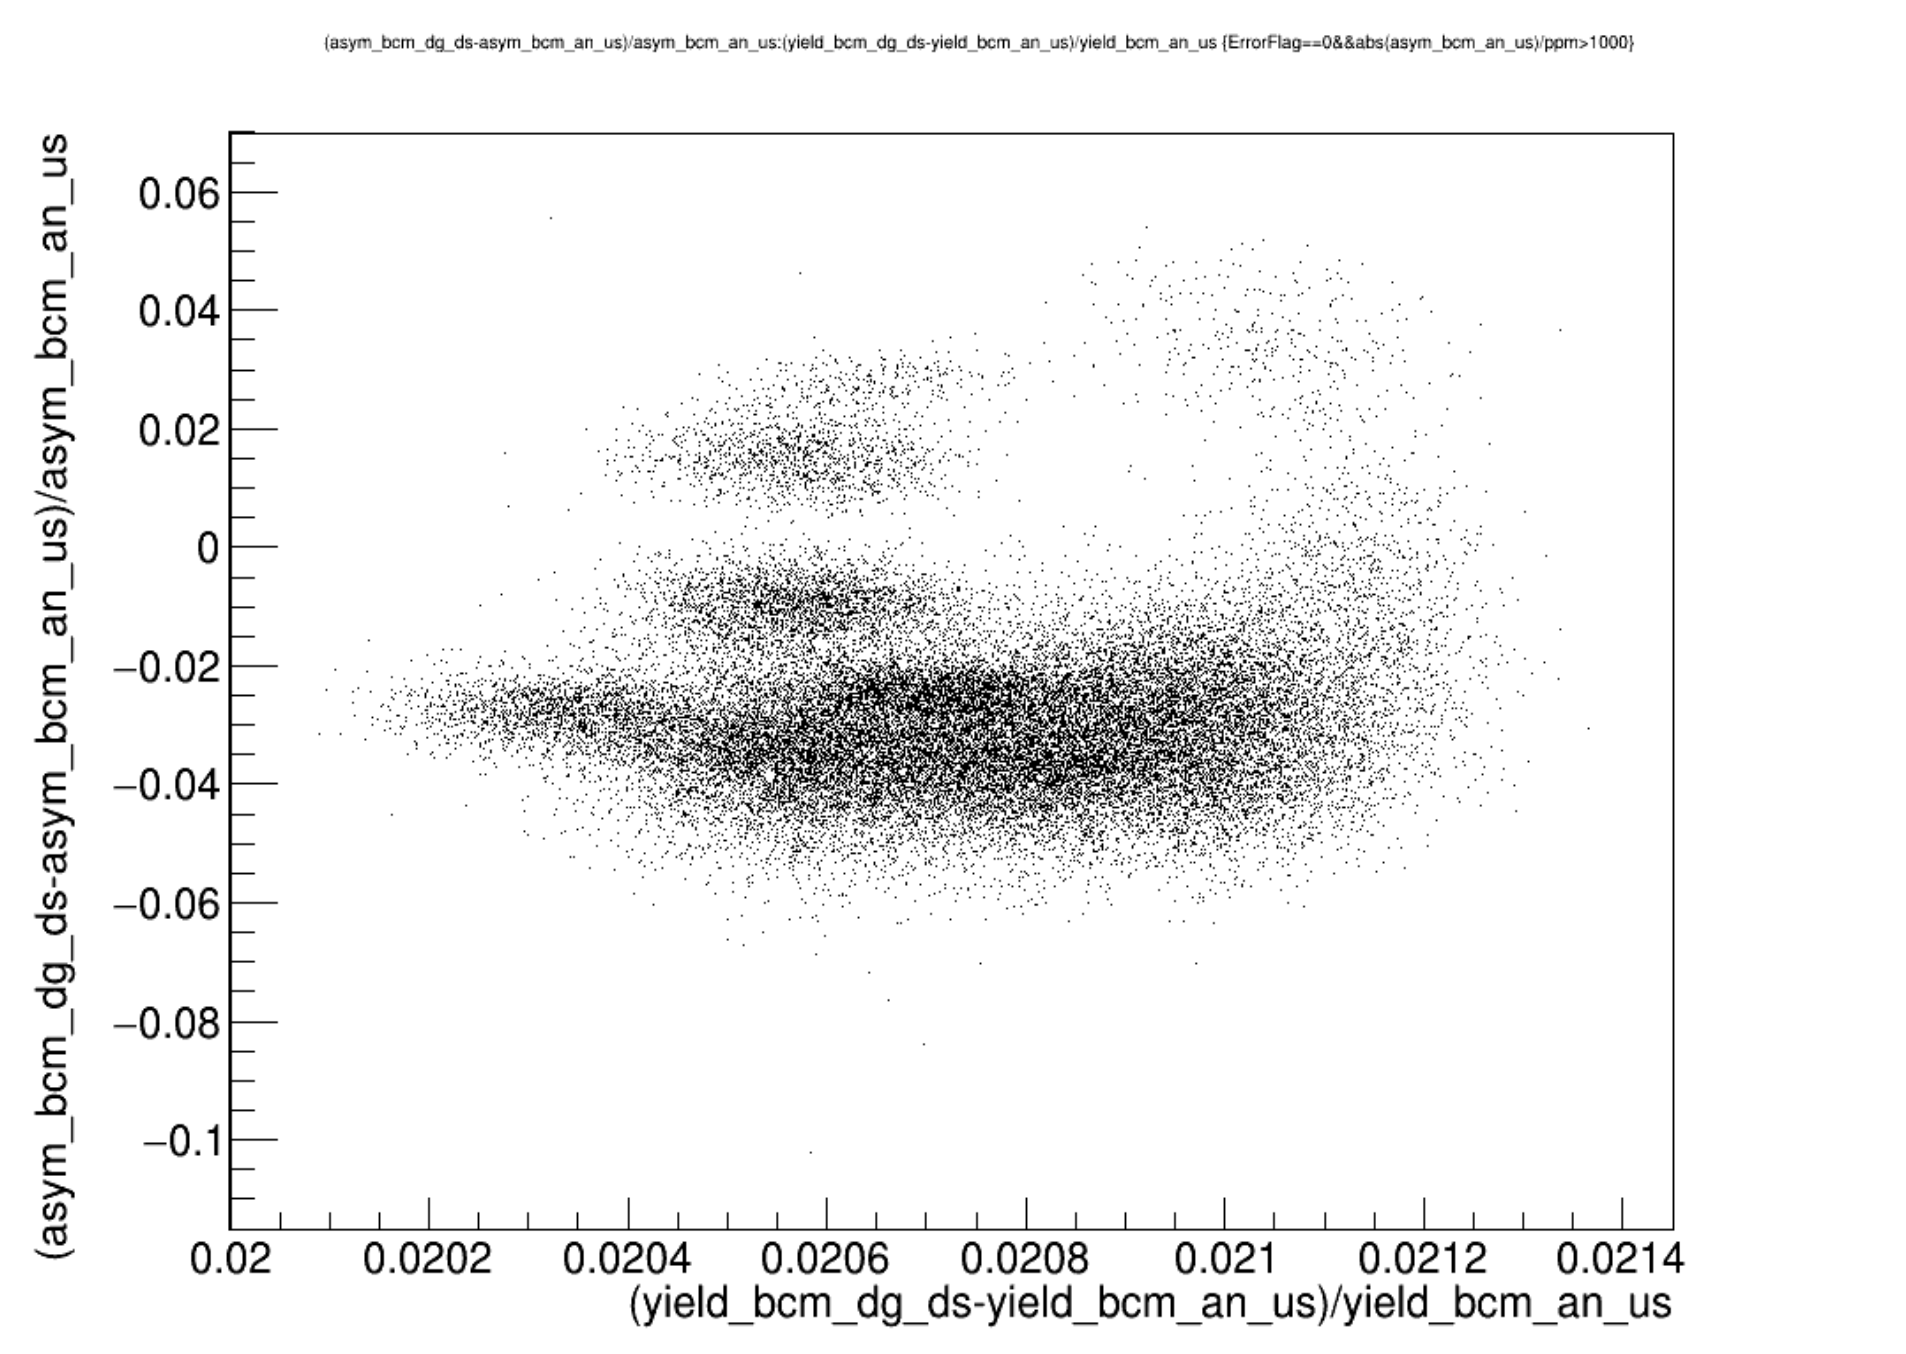 (asym_bcm_dg_ds-asym_bcm_an_us)/asym_bcm_an_us:(yield_bcm_dg_ds-yield_bcm_an_us)/yield_bcm_an_us {ErrorFlag==0&&abs(asym_bcm_an_us)/ppm>1000}
(asym_bcm_dg_ds-asym_bcm_an_us)/asym_bcm_an_us
0.06
0.04
0.02
0
−0.02
−0.04
−0.06
−0.08
−0.1
0.02 0.0202 0.0204 0.0206 0.0208 0.021 0.0212 0.0214
(yield_bcm_dg_ds-yield_bcm_an_us)/yield_bcm_an_us